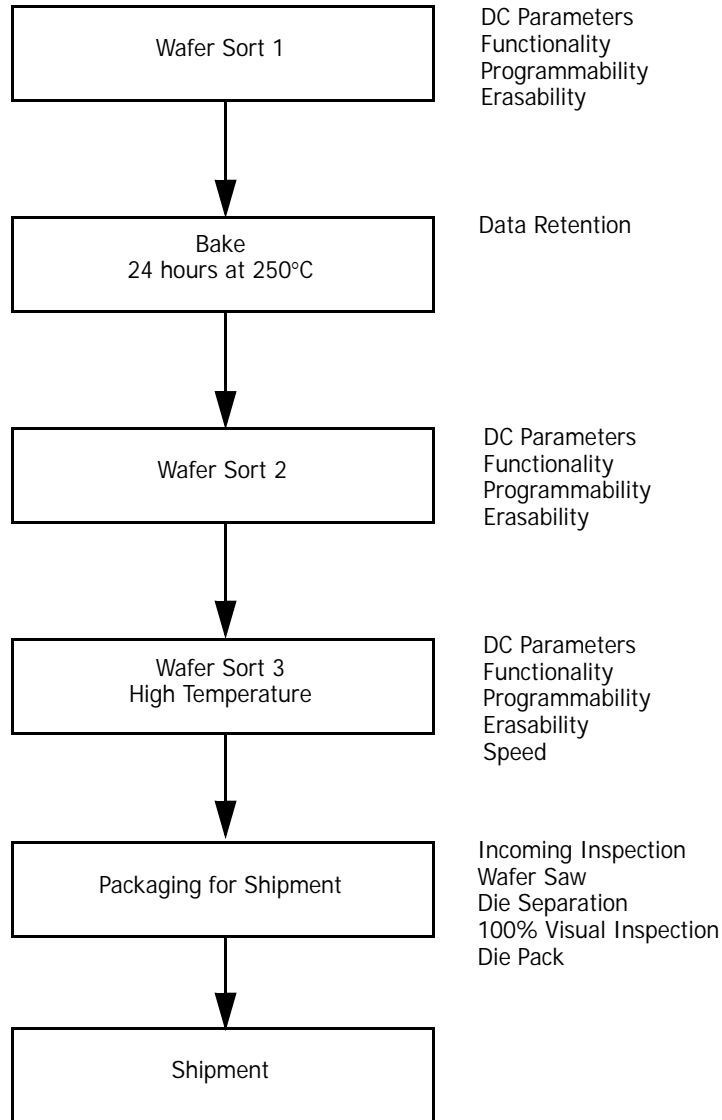 Wafer Sort 1
DC Parameters
Functionality
Programmability
Erasability
Bake
24 hours at 250°C
Data Retention
Wafer Sort 2
DC Parameters
Functionality
Programmability
Erasability
Wafer Sort 3
High Temperature
DC Parameters
Functionality
Programmability
Erasability
Speed
Packaging for Shipment
Incoming Inspection
Wafer Saw
Die Separation
100% Visual Inspection
Die Pack
Shipment